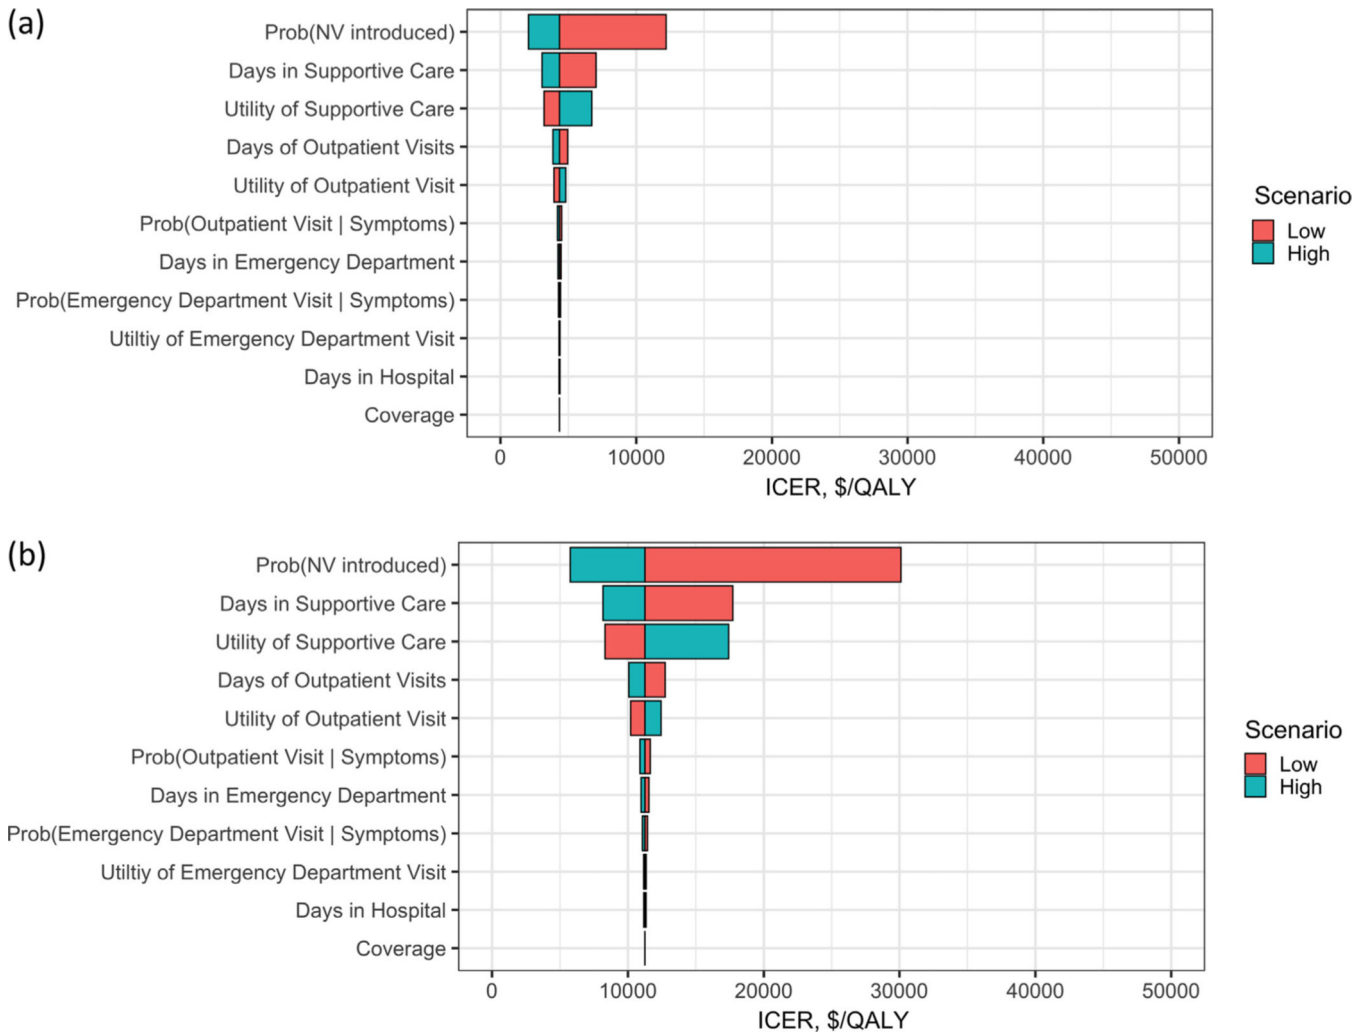 (a)
Prob(NV introduced)
Days in Supportive Care
Utility of Supportive Care
Days of Outpatient Visits
Utility of Outpatient Visit
Prob(Outpatient Visit | Symptoms)
Days in Emergency Department
Prob(Emergency Department Visit | Symptoms)
Utiltiy of Emergency Department Visit
Days in Hospital
Coverage
0 10000 20000 30000 40000 50000
ICER, $/QALY
Scenario
Low
High
(b)
Prob(NV introduced)
Days in Supportive Care
Utility of Supportive Care
Days of Outpatient Visits
Utility of Outpatient Visit
Prob(Outpatient Visit | Symptoms)
Days in Emergency Department
Prob(Emergency Department Visit | Symptoms)
Utiltiy of Emergency Department Visit
Days in Hospital
Coverage
0 10000 20000 30000 40000 50000
ICER, $/QALY
Scenario
Low
High